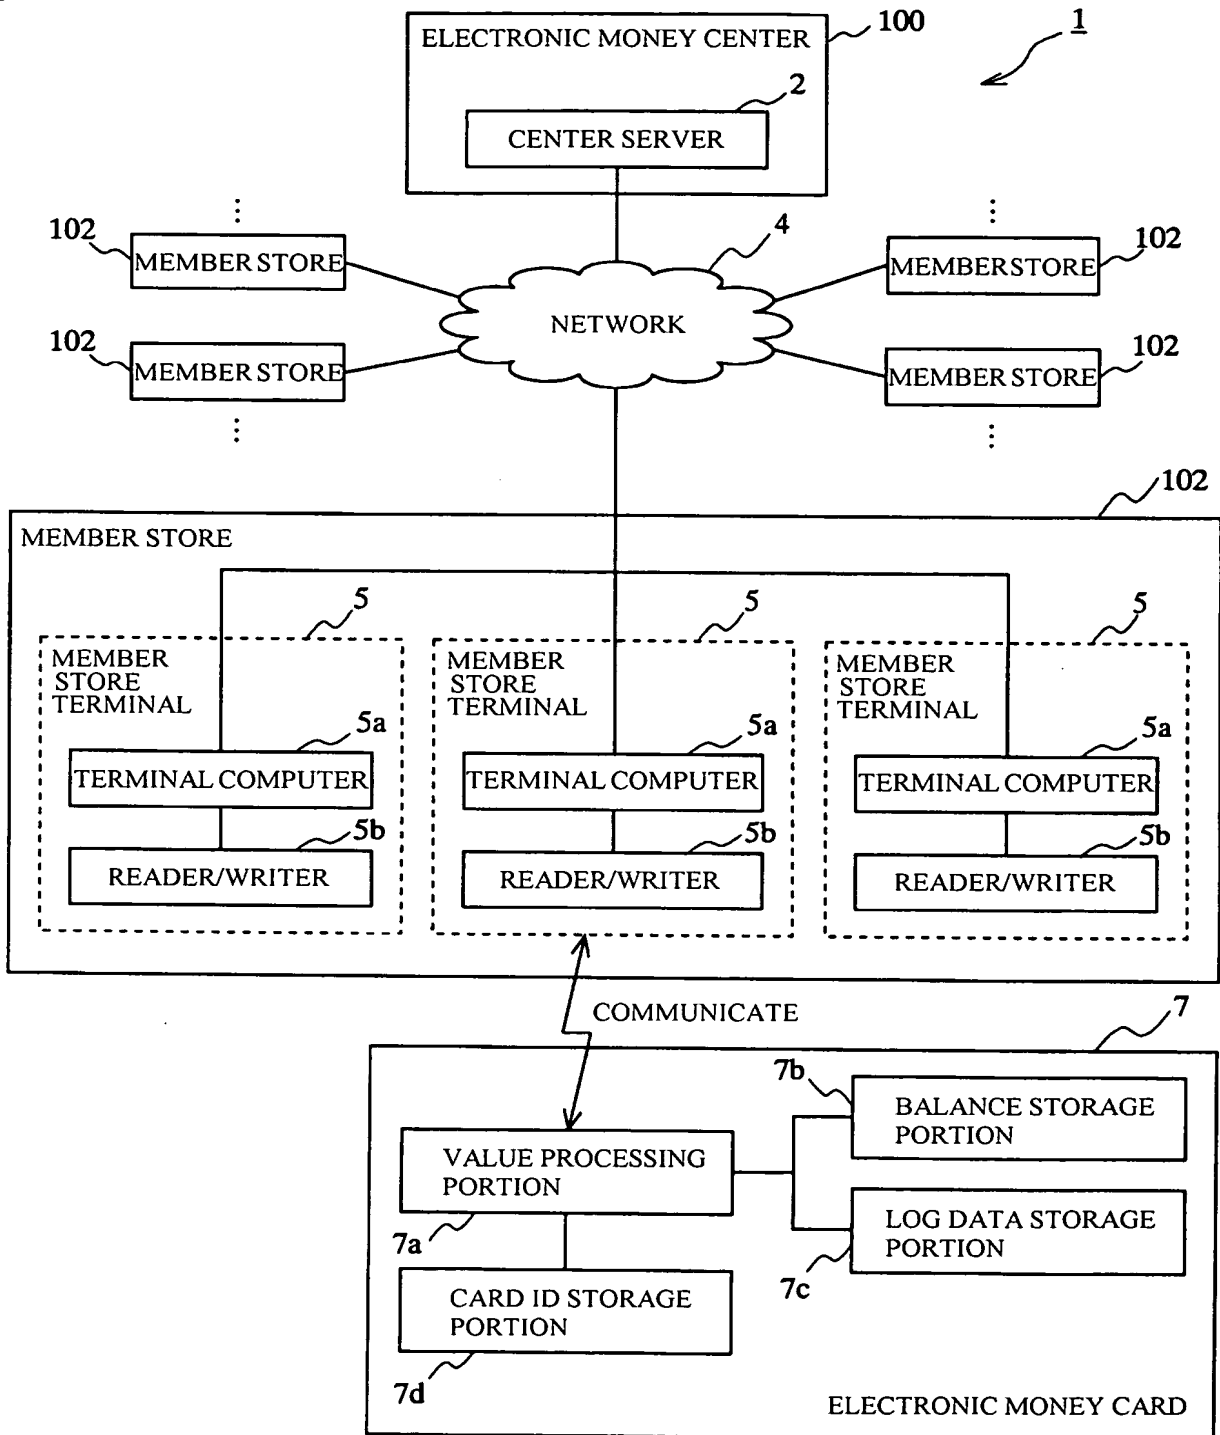 ELECTRONIC MONEY CENTER
100
1
2
CENTER SERVER
102
MEMBER STORE
4
MEMBER STORE
102
NETWORK
102
MEMBER STORE
MEMBER STORE
102
102
MEMBER STORE
5
5
5
MEMBER
STORE
TERMINAL
MEMBER
STORE
TERMINAL
MEMBER
STORE
TERMINAL
5a
5a
5a
TERMINAL COMPUTER
TERMINAL COMPUTER
TERMINAL COMPUTER
5b
5b
5b
READER/WRITER
READER/WRITER
READER/WRITER
COMMUNICATE
7
7b
BALANCE STORAGE
PORTION
VALUE PROCESSING
PORTION
7a
LOG DATA STORAGE
PORTION
7c
CARD ID STORAGE
PORTION
7d
ELECTRONIC MONEY CARD